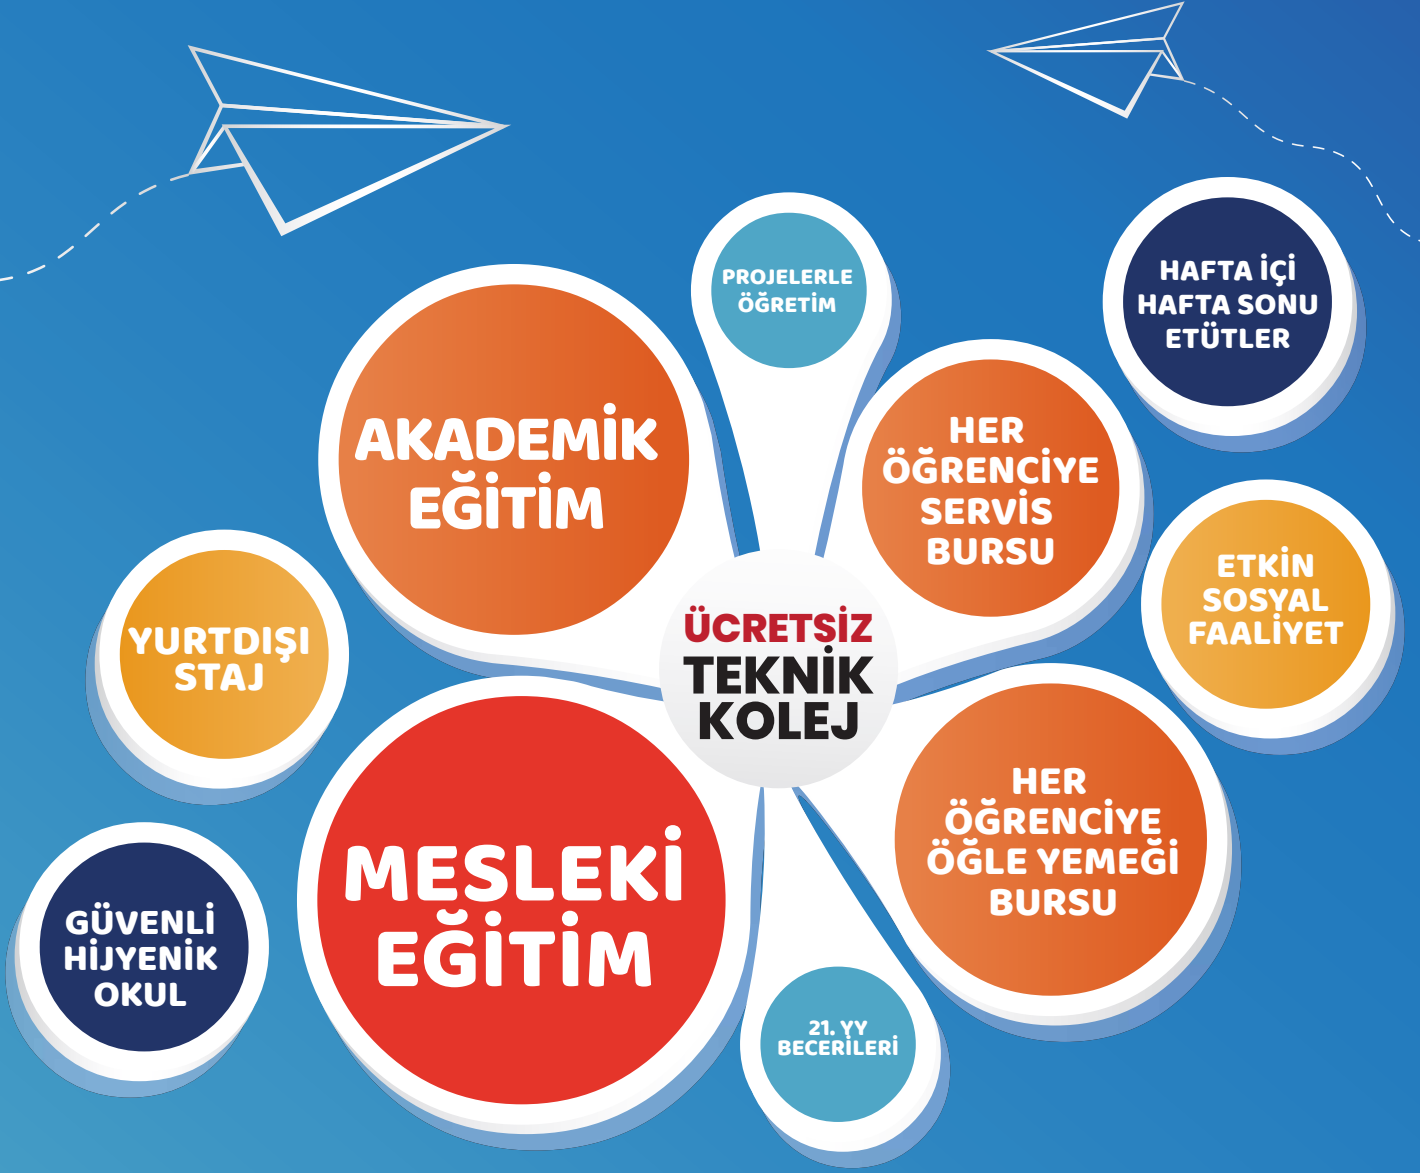 PROJELERLE
ÖĞRETİM
HAFTA İÇİ
HAFTA SONU
ETÜTLER
AKADEMİK
EĞİTİM
HER
ÖĞRENCİYE
SERVİS
BURSU
ETKİN
SOSYAL
FAALİYET
YURTDIŞI
STAJ
ÜCRETSİZ
TEKNİK
KOLEJ
MESLEKİ
EĞİTİM
HER
ÖĞRENCİYE
ÖĞLE YEMEĞİ
BURSU
GÜVENLİ
HİJYENİK
OKUL
21. YY
BECERİLERİ